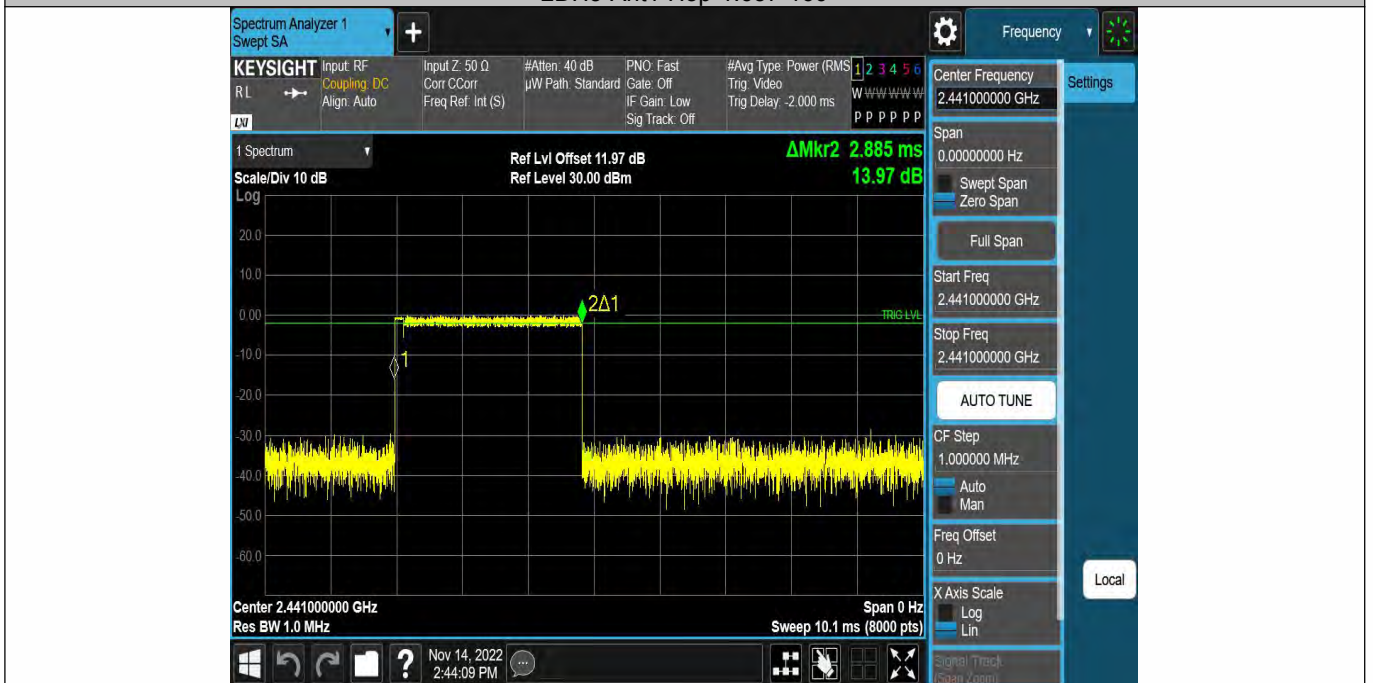 Spectrum Analyzer 1
Swept SA
Frequency
KEYSIGHT
RL
LXI
Input: RF
Coupling: DC
Align: Auto
Input Z: 50 Ω
Corr CCorr
Freq Ref: Int (S)
#Atten: 40 dB
µW Path: Standard
PNO: Fast
Gate: Off
IF Gain: Low
Sig Track: Off
#Avg Type: Power (RMS
Trig: Video
Trig Delay: -2.000 ms
1 2 3 4 5 6
W W W W W W
P P P P P P
1 Spectrum
Scale/Div 10 dB
Log
Ref Lvl Offset 11.97 dB
Ref Level 30.00 dBm
ΔMkr2 2.885 ms
13.97 dB
20.0
10.0
0.00
-10.0
-20.0
-30.0
-40.0
-50.0
-60.0
2Δ1
1
TRIG LVL
Center 2.441000000 GHz
Res BW 1.0 MHz
Span 0 Hz
Sweep 10.1 ms (8000 pts)
Center Frequency
2.441000000 GHz
Settings
Span
0.00000000 Hz
Swept Span
Zero Span
Full Span
Start Freq
2.441000000 GHz
Stop Freq
2.441000000 GHz
AUTO TUNE
CF Step
1.000000 MHz
Auto
Man
Freq Offset
0 Hz
X Axis Scale
Log
Lin
Signal Track
(Span Zoom)
Local
?
Nov 14, 2022
2:44:09 PM